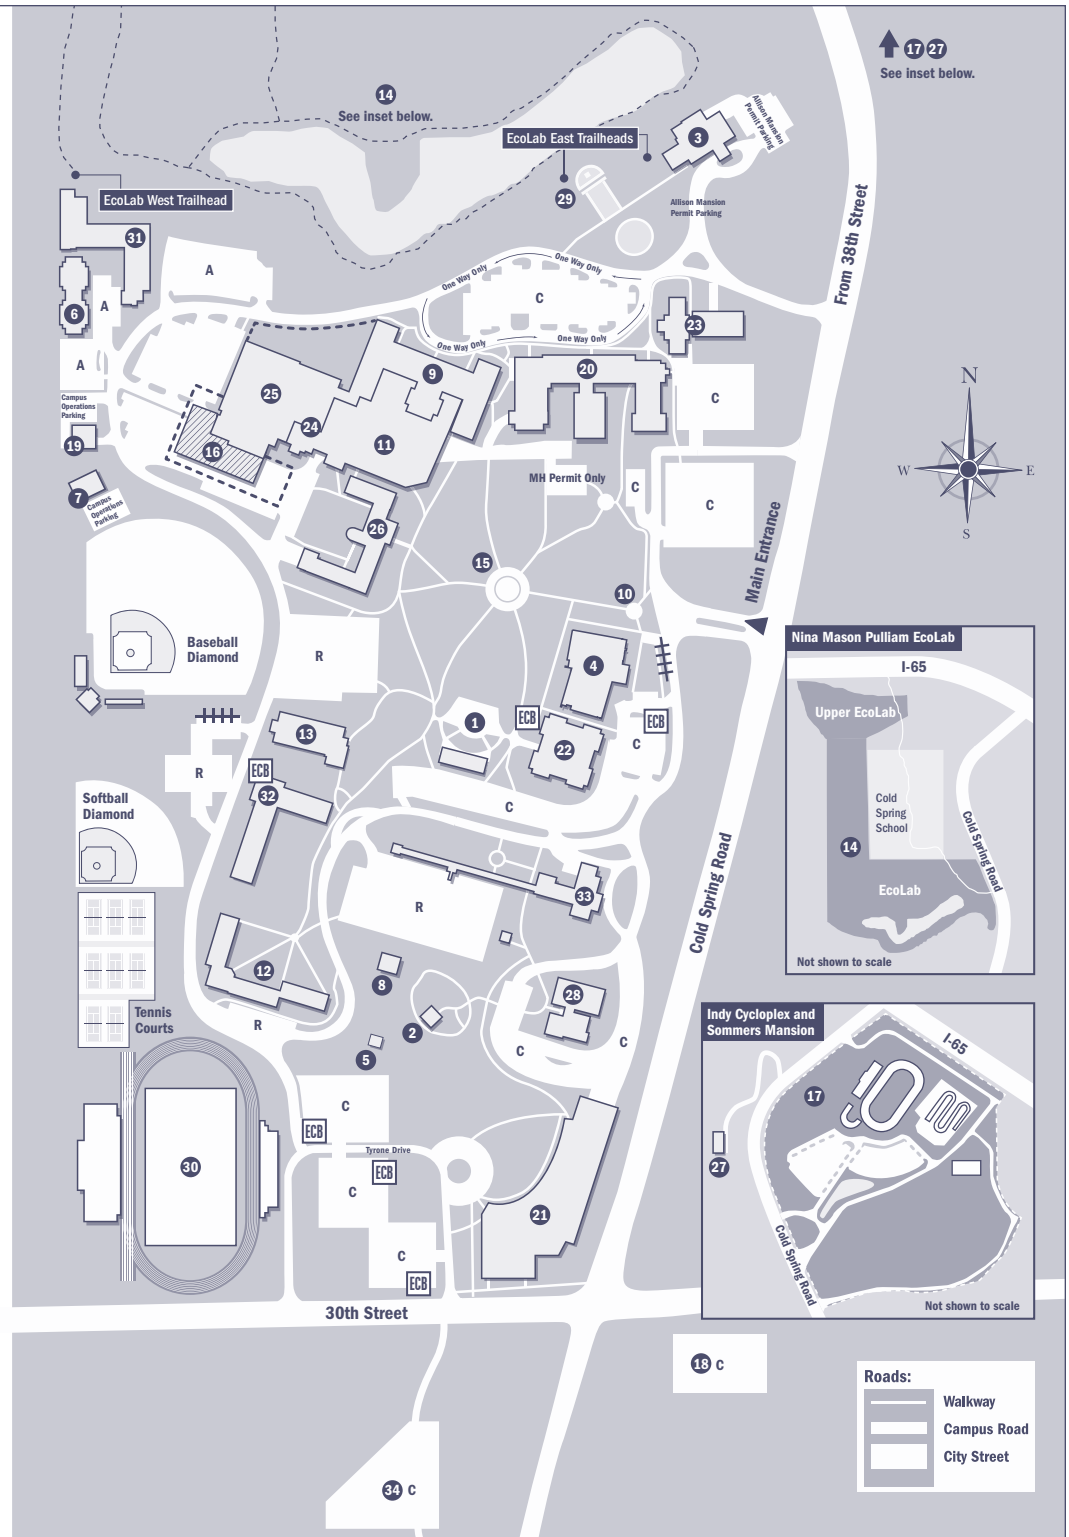 17 27
See inset below.
14
See inset below.
EcoLab East Trailheads
3
Allison Mansion
Permit Parking
29
Allison Mansion
Permit Parking
EcoLab West Trailhead
31
A
6
A
A
One Way Only
One Way Only
C
One Way Only
One Way Only
23
From 38th Street
Campus
Operations
Parking
19
7
Campus
Operations
Parking
25
24
16
9
11
20
C
MH Permit Only
C
C
26
15
10
Main Entrance
N
W
E
S
Baseball
Diamond
R
4
1
ECB
ECB
22
C
13
R
ECB
32
C
Softball
Diamond
R
33
Cold Spring Road
12
8
28
R
2
5
C
C
Tennis
Courts
C
ECB
Tyrone Drive
ECB
C
30
21
C
ECB
30th Street
18 C
34 C
Nina Mason Pulliam EcoLab
I-65
Upper EcoLab
Cold
Spring
School
14
Cold Spring Road
EcoLab
Not shown to scale
Indy Cycloplex and
Sommers Mansion
I-65
17
27
Cold Spring Road
Not shown to scale
Roads:
Walkway
Campus Road
City Street